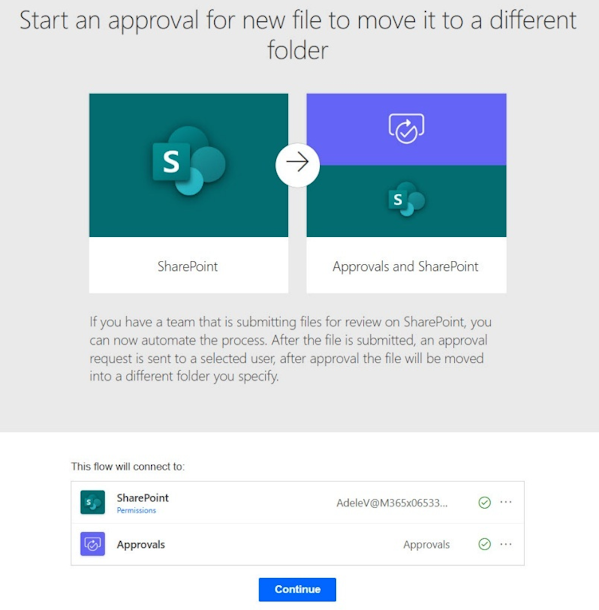 Start an approval for new file to move it to a different
folder
S
S
SharePoint
Approvals and SharePoint
If you have a team that is submitting files for review on SharePoint, you
can now automate the process. After the file is submitted, an approval
request is sent to a selected user, after approval the file will be moved
into a different folder you specify.
This flow will connect to:
S
SharePoint
AdeleV@M365x06533...
Permissions
Approvals
Approvals
Continue